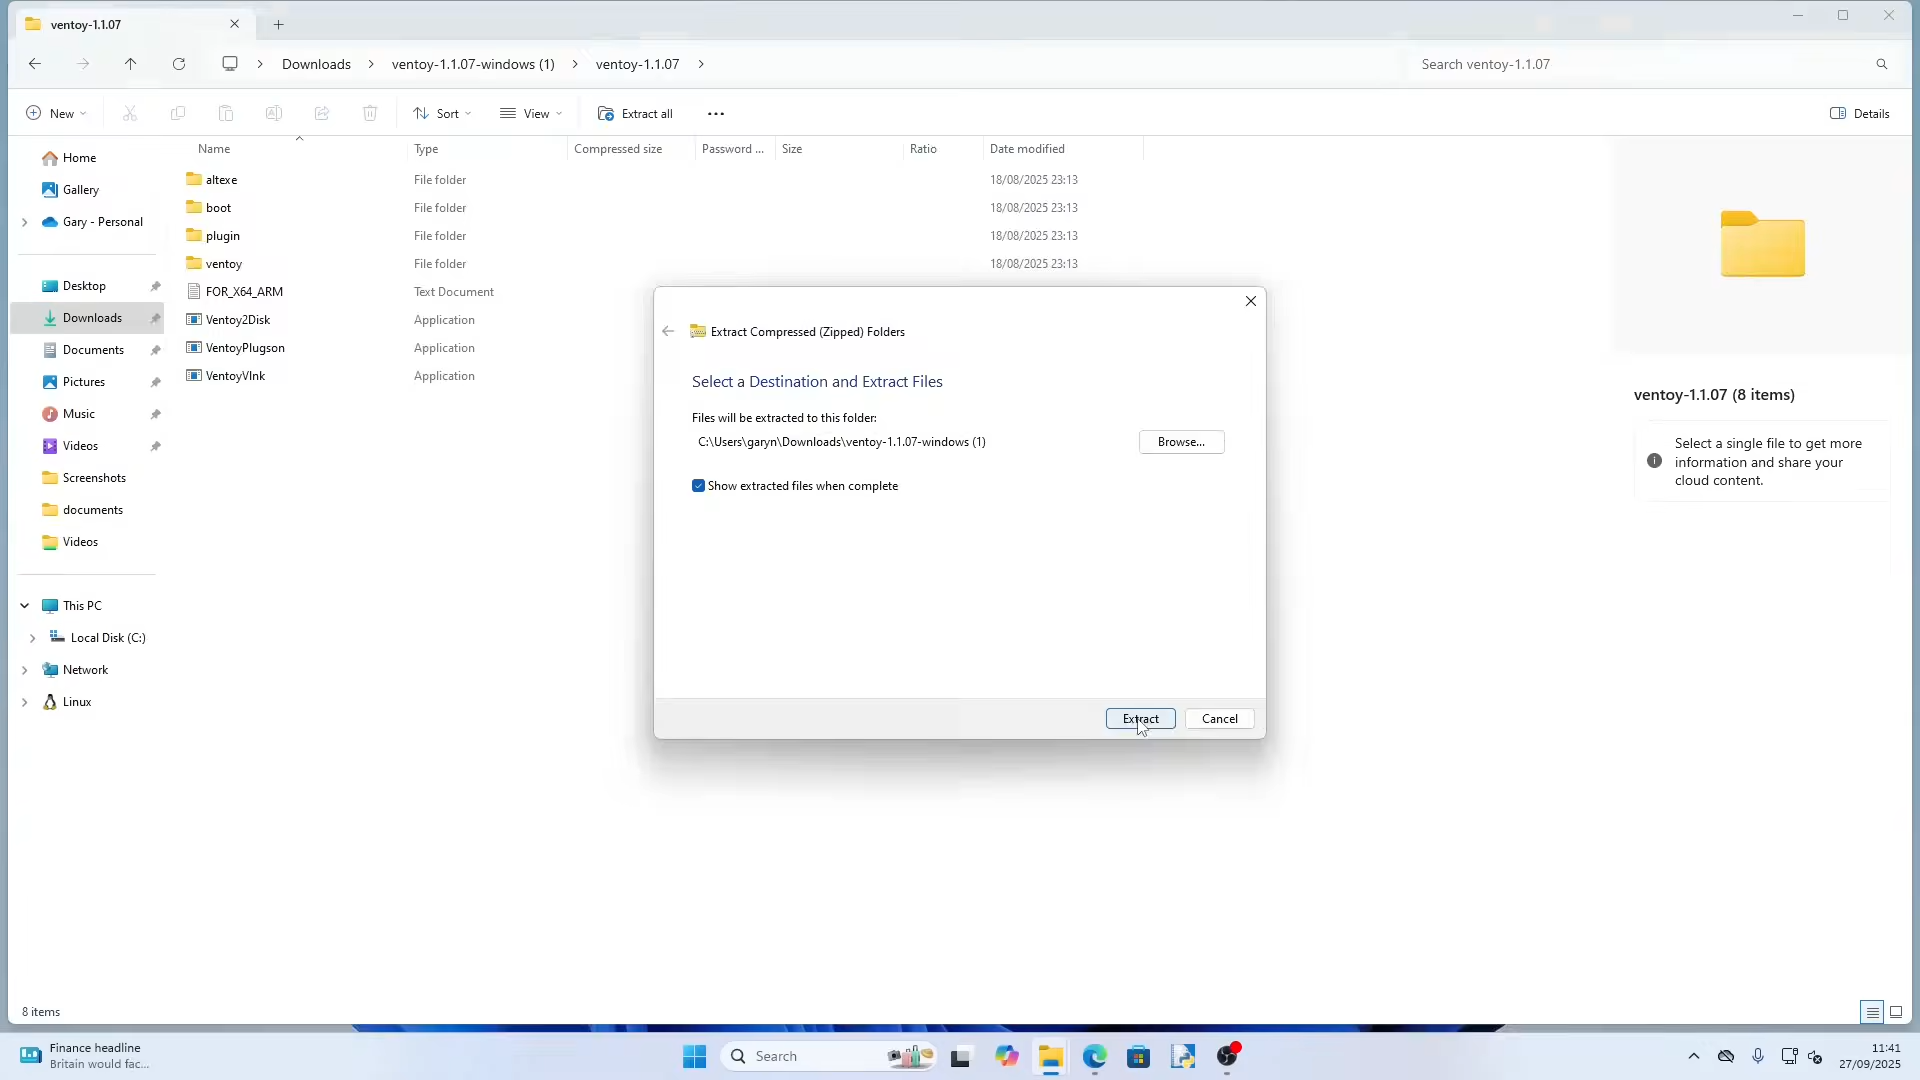 ventoy-1.1.07
Downloads
ventoy-1.1.07-windows (1)
ventoy-1.1.07
Search ventoy-1.1.07
New
Sort
View
Extract all
Details
Name
Type
Compressed size
Password ...
Size
Ratio
Date modified
Home
Gallery
Gary - Personal
Desktop
Downloads
Documents
Pictures
Music
Videos
Screenshots
documents
Videos
This PC
Local Disk (C:)
Network
Linux
altexe File folder 18/08/2025 23:13
boot File folder 18/08/2025 23:13
plugin File folder 18/08/2025 23:13
ventoy File folder 18/08/2025 23:13
FOR_X64_ARM Text Document
Ventoy2Disk Application
VentoyPlugson Application
VentoyVlnk Application
Extract Compressed (Zipped) Folders
Select a Destination and Extract Files
Files will be extracted to this folder:
C:\Users\garyn\Downloads\ventoy-1.1.07-windows (1)
Browse...
Show extracted files when complete
Extract
Cancel
ventoy-1.1.07 (8 items)
Select a single file to get more
information and share your
cloud content.
8 items
Finance headline
Britain would fac...
Search
11:41
27/09/2025